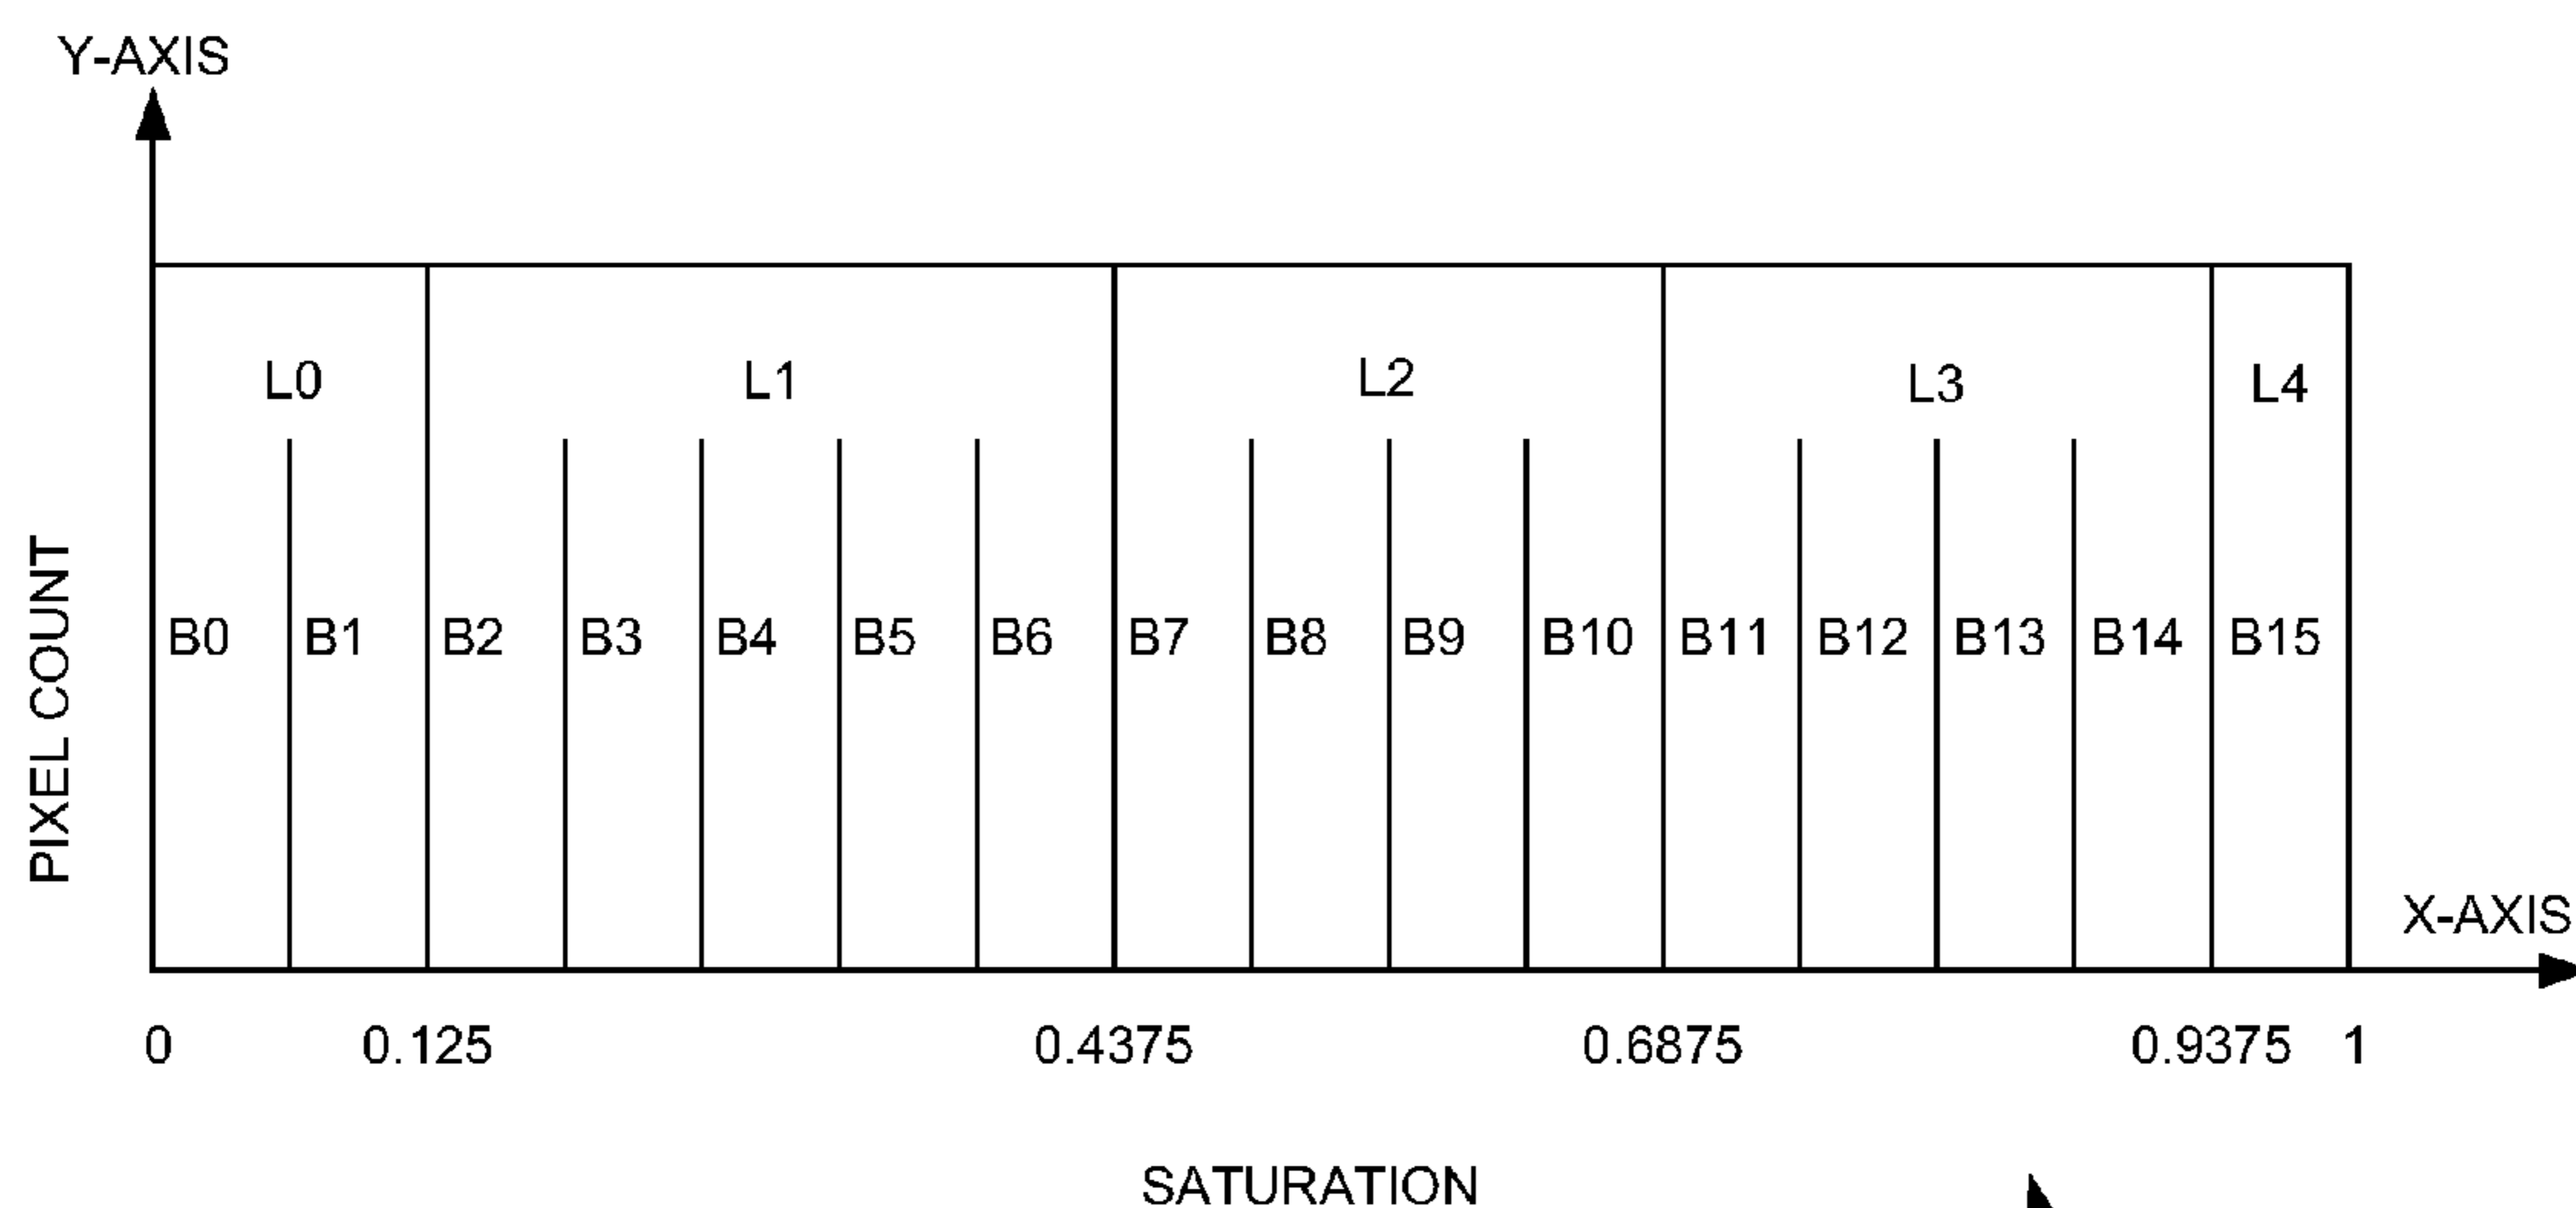 Y-AXIS
L0 L1 L2 L3 L4
PIXEL COUNT
B0 B1 B2 B3 B4 B5 B6 B7 B8 B9 B10 B11 B12 B13 B14 B15
X-AXIS
0 0.125 0.4375 0.6875 0.9375 1
SATURATION